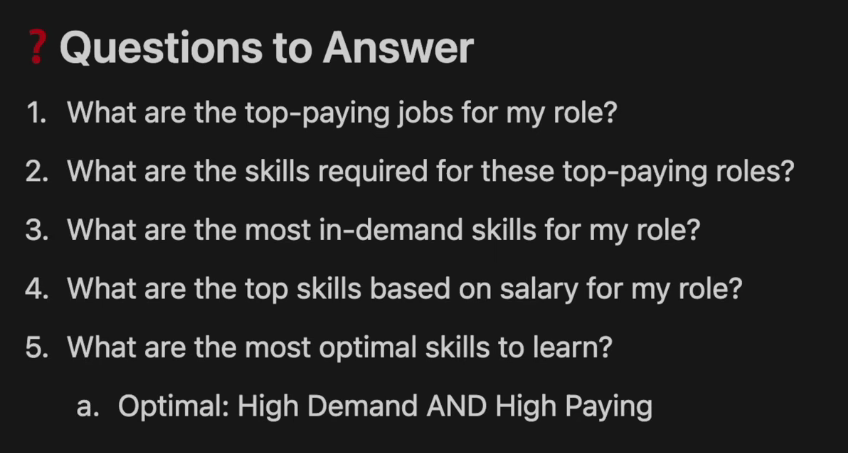 ❓ Questions to Answer
1. What are the top-paying jobs for my role?
2. What are the skills required for these top-paying roles?
3. What are the most in-demand skills for my role?
4. What are the top skills based on salary for my role?
5. What are the most optimal skills to learn?
a. Optimal: High Demand AND High Paying